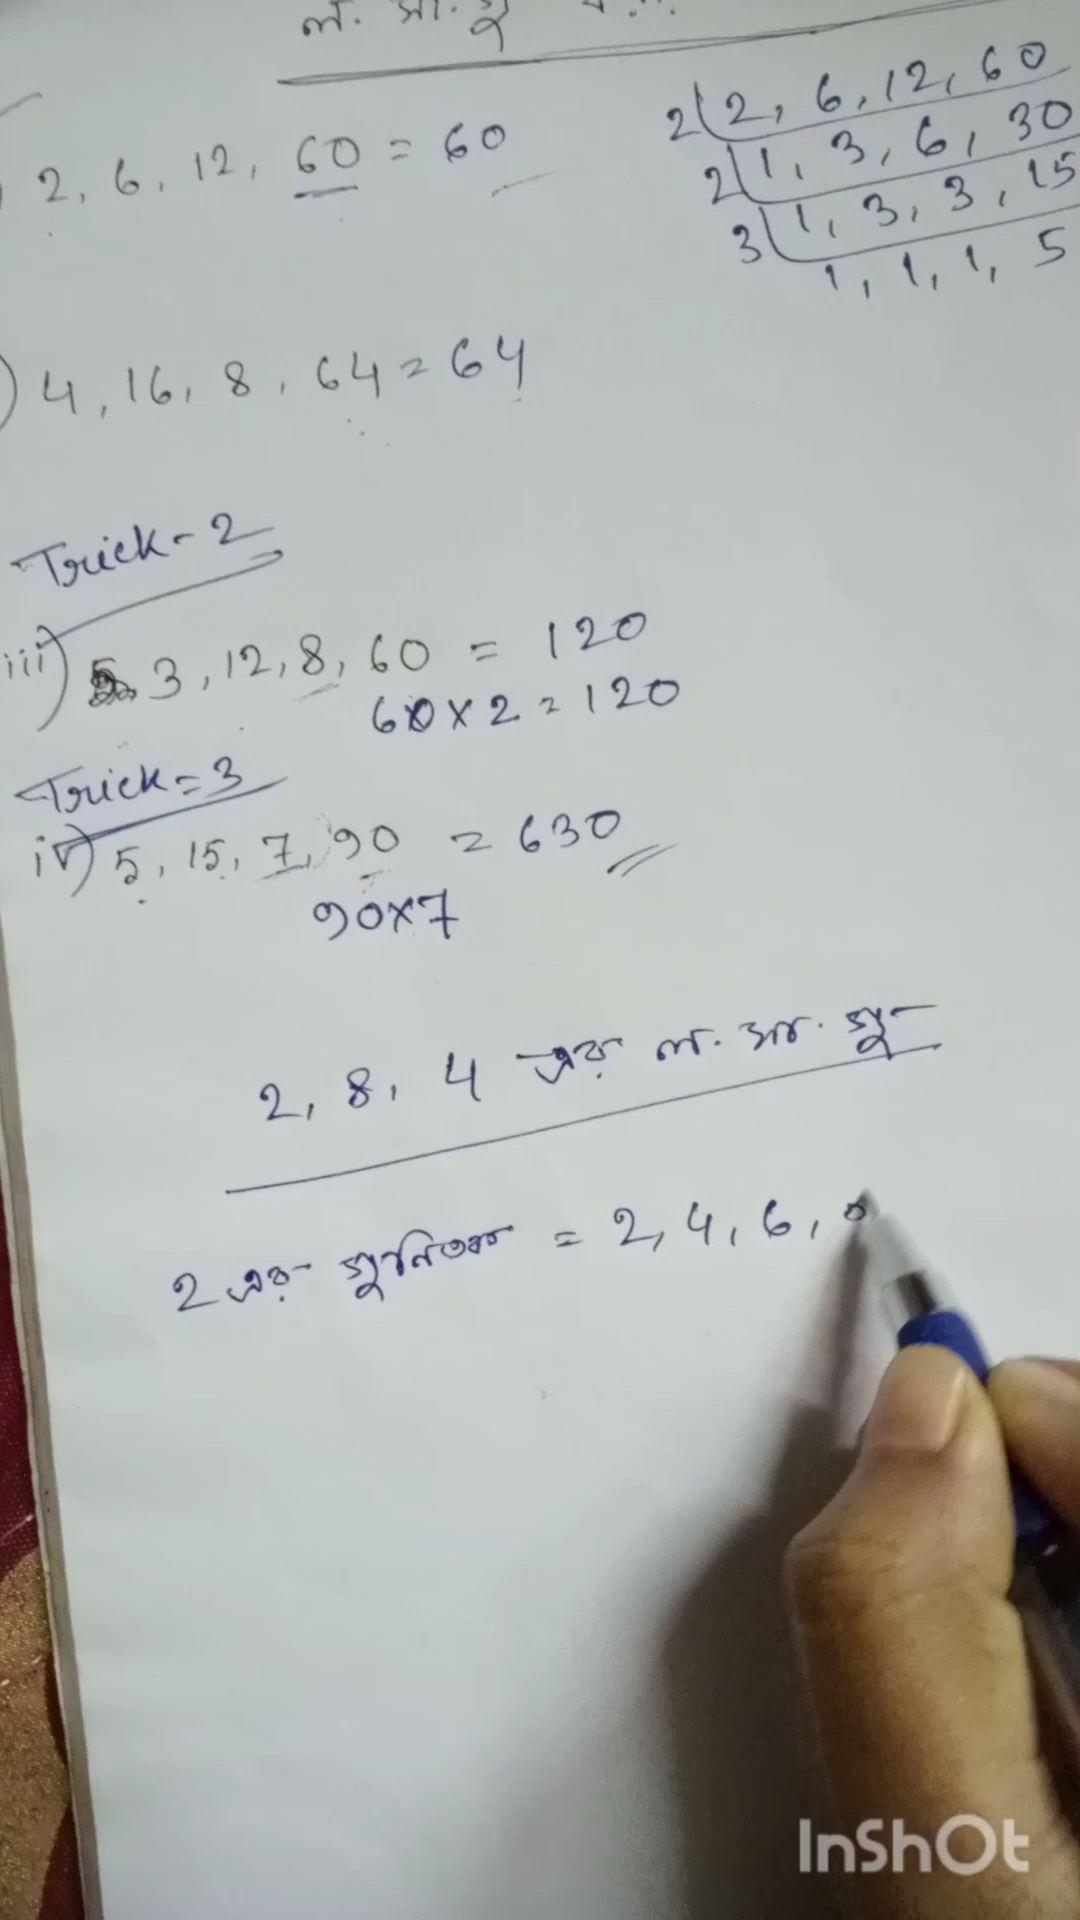 ল. সা. গু
2, 6, 12, 60 = 60
2 2, 6, 12, 60
2 1, 3, 6, 30
3 1, 3, 3, 15
1, 1, 1, 5
) 4, 16, 8, 64 = 64
Trick-2
iii) 3, 12, 8, 60 = 120
60 x 2 = 120
Trick=3
iv) 5, 15, 7, 90 = 630
90x7
2, 8, 4 এর ল. সা. গু
2 এর গুনিতক = 2, 4, 6,
InShOt